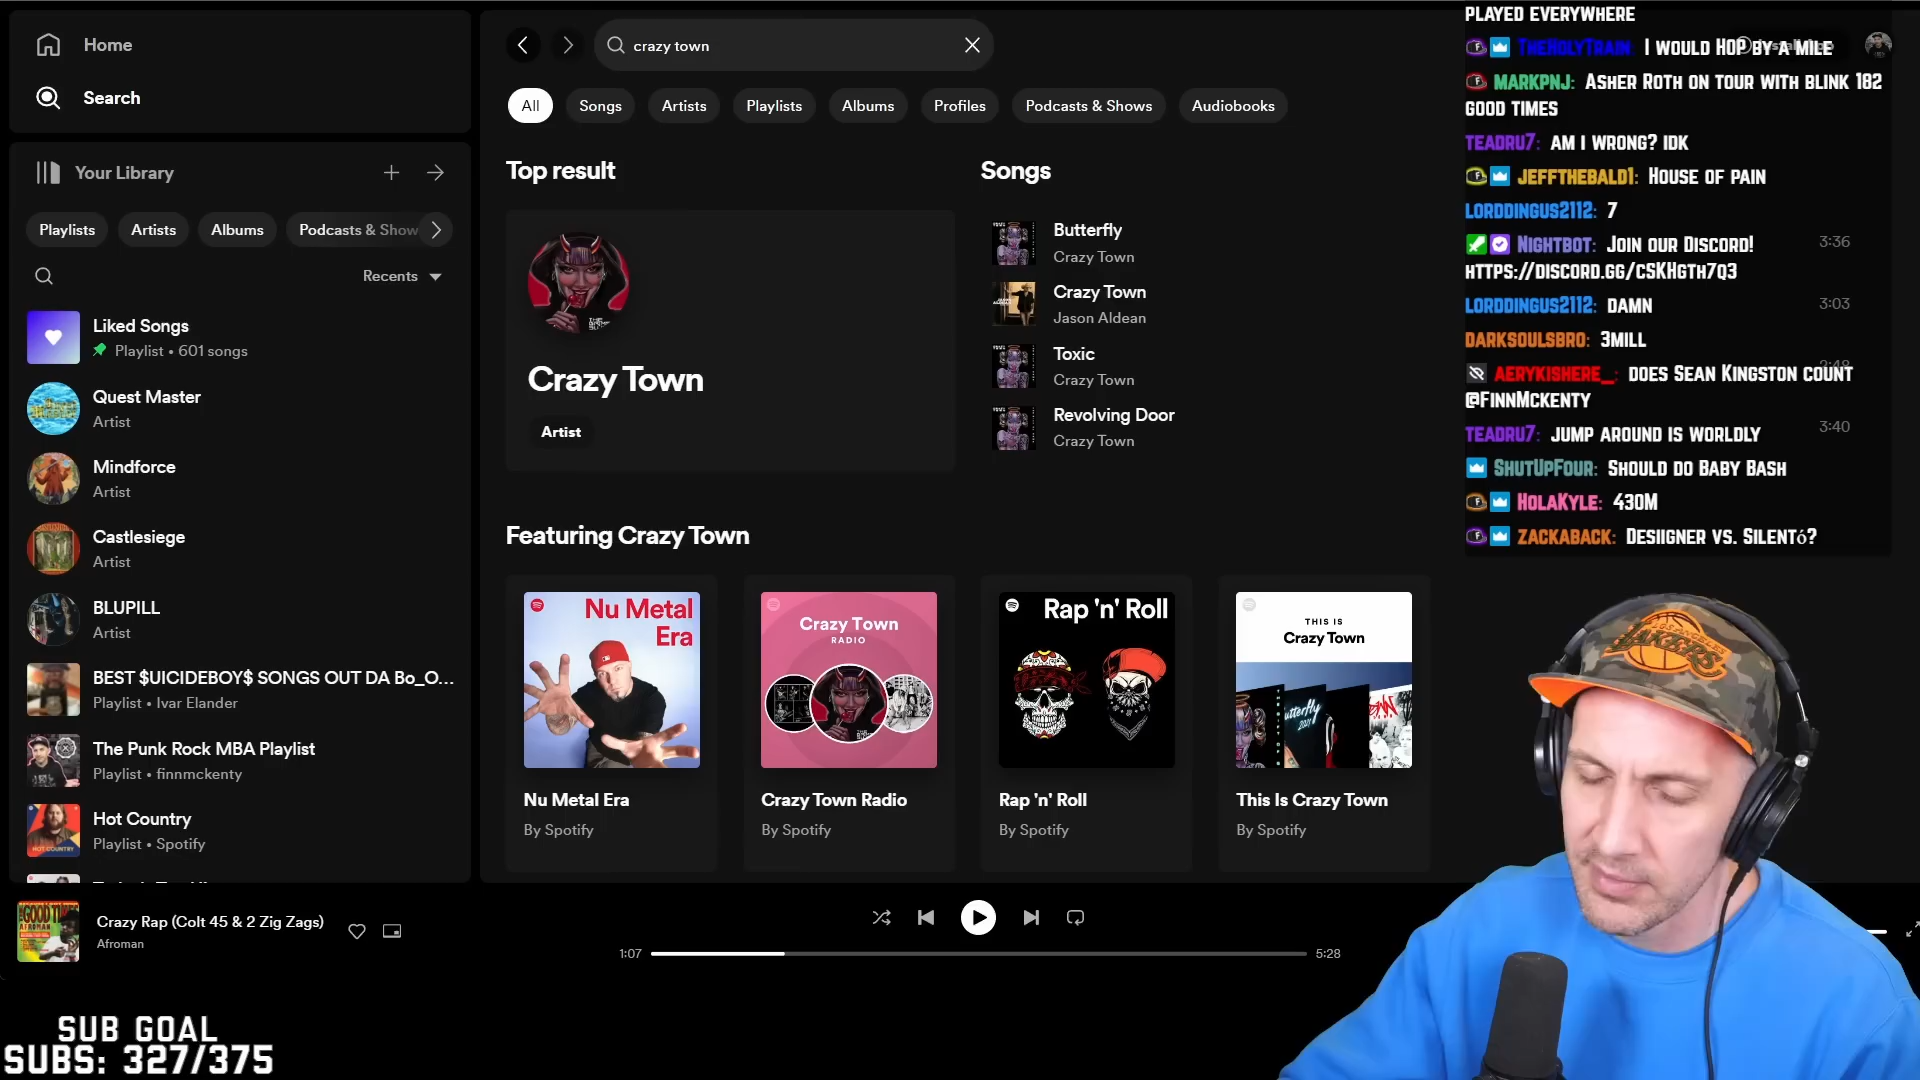 Home
Search
Your Library
Playlists
Artists
Albums
Podcasts & Show
Recents
Liked Songs
Playlist • 601 songs
Quest Master
Artist
Mindforce
Artist
Castlesiege
Artist
BLUPILL
Artist
BEST $UICIDEBOY$ SONGS OUT DA Bo_O...
Playlist • Ivar Elander
The Punk Rock MBA Playlist
Playlist • finnmckenty
Hot Country
Playlist • Spotify
crazy town
All
Songs
Artists
Playlists
Albums
Profiles
Podcasts & Shows
Audiobooks
Top result
Crazy Town
Artist
Songs
Butterfly
Crazy Town
3:36
Crazy Town
Jason Aldean
3:03
Toxic
Crazy Town
2:48
Revolving Door
Crazy Town
3:40
Featuring Crazy Town
Nu Metal
Era
Nu Metal Era
By Spotify
Crazy Town
RADIO
Crazy Town Radio
By Spotify
Rap 'n' Roll
Rap 'n' Roll
By Spotify
THIS IS
Crazy Town
This Is Crazy Town
By Spotify
PLAYED EVERYWHERE
THEHOLYTRAIN: I WOULD HOP BY A MILE
MARKPNJ: ASHER ROTH ON TOUR WITH BLINK 182
GOOD TIMES
TEADRU7: AM I WRONG? IDK
JEFFTHEBALD1: HOUSE OF PAIN
LORDDINGUS2112: 7
NIGHTBOT: JOIN OUR DISCORD!
HTTPS://DISCORD.GG/CSKHGTH7Q3
LORDDINGUS2112: DAMN
DARKSOULSBRO: 3MILL
AERYKISHERE_: DOES SEAN KINGSTON COUNT
@FINNMCKENTY
TEADRU7: JUMP AROUND IS WORLDLY
SHUTUPFOUR: SHOULD DO BABY BASH
HOLAKYLE: 430M
ZACKABACK: DESIIGNER VS. SILENTÓ?
LOS ANGELES
LAKERS
GOOD TIMES
AFROMAN
Crazy Rap (Colt 45 & 2 Zig Zags)
Afroman
1:07
5:28
SUB GOAL
SUBS: 327/375